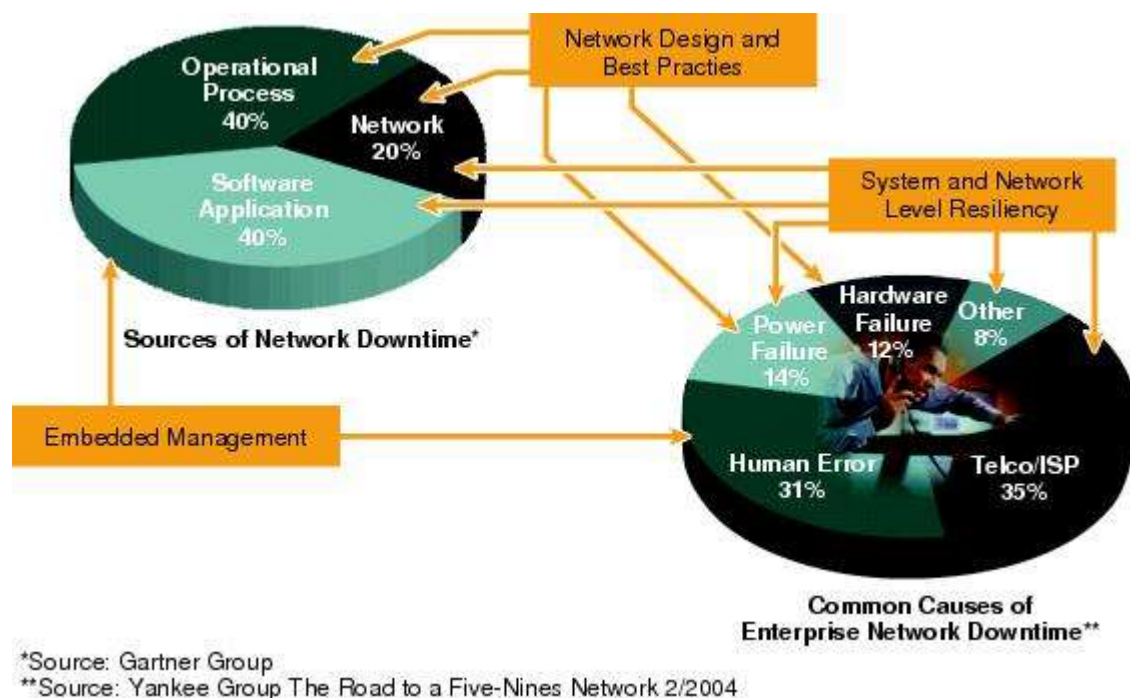 Network Design and
Best Practies
Operational
Process
40%
Network
20%
Software
Application
40%
System and Network
Level Resiliency
Sources of Network Downtime*
Hardware
Failure
12%
Other
8%
Power
Failure
14%
Embedded Management
Human Error
31%
Telco/ISP
35%
Common Causes of
Enterprise Network Downtime**
*Source: Gartner Group
**Source: Yankee Group The Road to a Five-Nines Network 2/2004